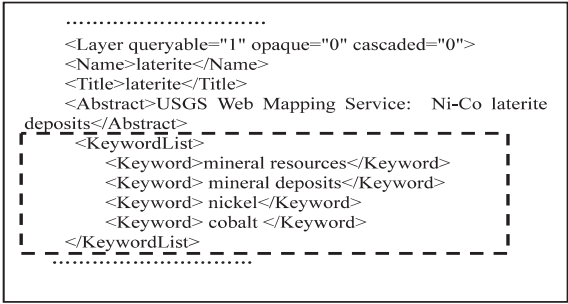 ..............................
<Layer queryable="1" opaque="0" cascaded="0">
<Name>laterite</Name>
<Title>laterite</Title>
<Abstract>USGS Web Mapping Service: Ni-Co laterite
deposits</Abstract>
<KeywordList>
<Keyword>mineral resources</Keyword>
<Keyword> mineral deposits</Keyword>
<Keyword> nickel</Keyword>
<Keyword> cobalt </Keyword>
</KeywordList>
..............................